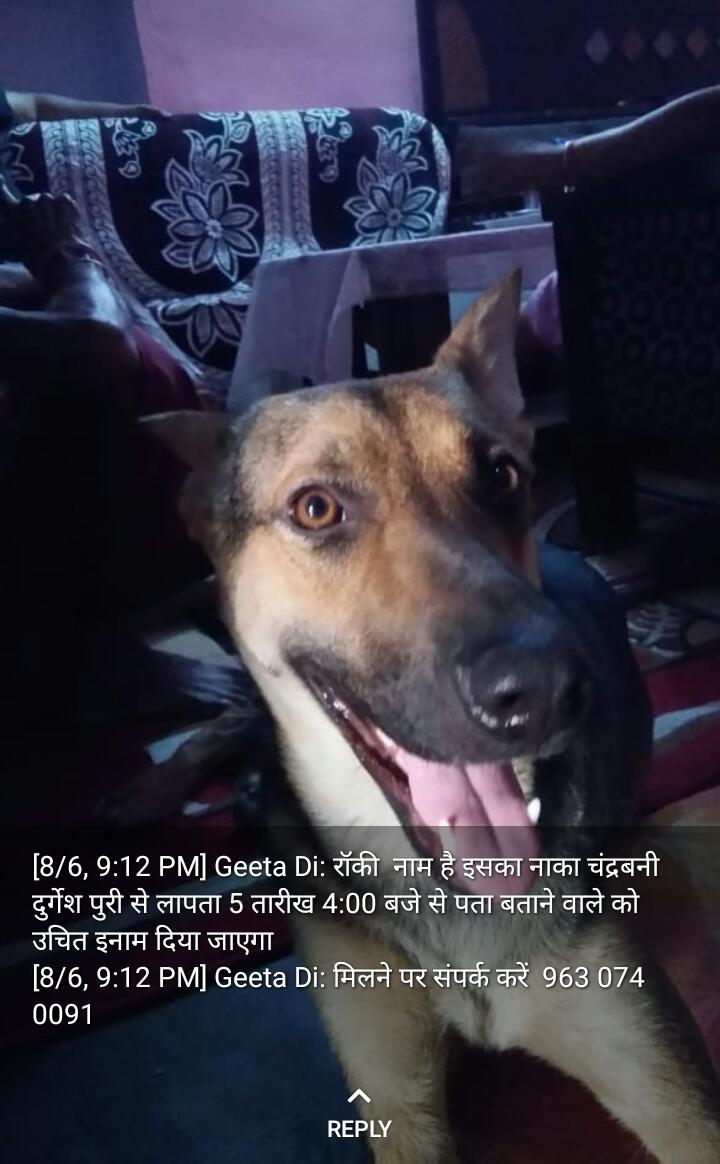 [8/6, 9:12 PM] Geeta Di: रॉकी  नाम है इसका नाका चंद्रबनी
दुर्गेश पुरी से लापता 5 तारीख 4:00 बजे से पता बताने वाले को
उचित इनाम दिया जाएगा
[8/6, 9:12 PM] Geeta Di: मिलने पर संपर्क करें  963 074
0091
REPLY